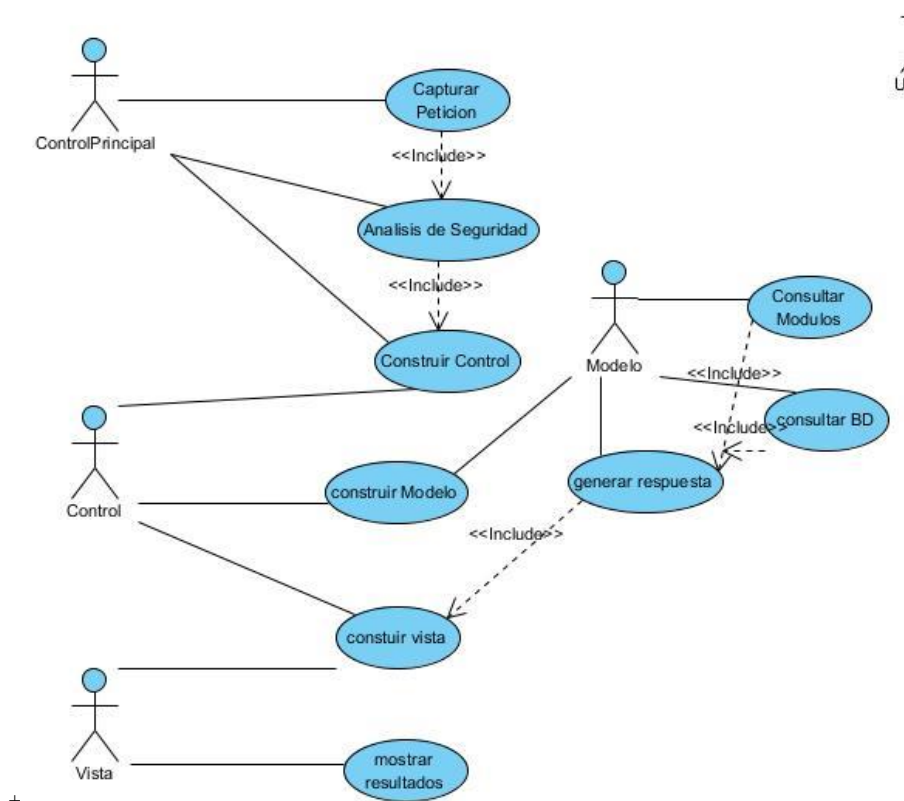 Capturar
Peticion
ControlPrincipal
<<Include>>
Analisis de Seguridad
<<Include>>
Consultar
Modulos
Construir Control
Modelo
<<Include>>
<<Include>>
consultar BD
generar respuesta
construir Modelo
Control
<<Include>>
constuir vista
Vista
mostrar
resultados